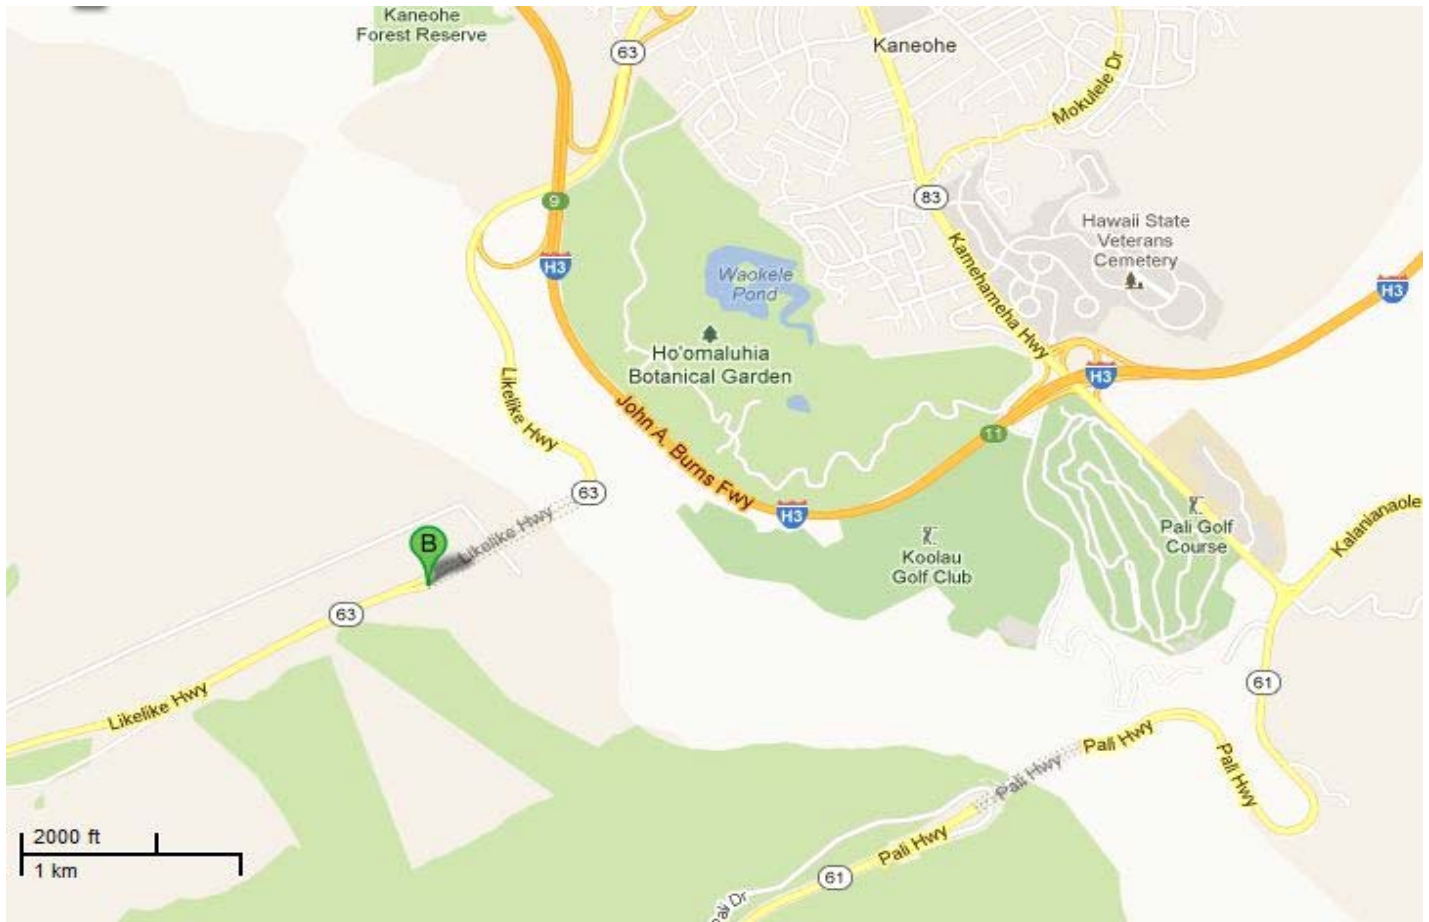 Kaneohe
Forest Reserve
63
Kaneohe
Mokulele Dr
9
83
Hawaii State
Veterans
Cemetery
H3
Waokele
Pond
Kamehameha Hwy
H3
Ho'omaluhia
Botanical Garden
H3
Likelike Hwy
John A. Burns Fwy
11
63
H3
Likelike Hwy
B
Koolau
Golf Club
Pali Golf
Course
Kalanianaole
63
Likelike Hwy
61
Pali Hwy
Pali Hwy
Pali Hwy
2000 ft
1 km
Pali Hwy
61
Dr